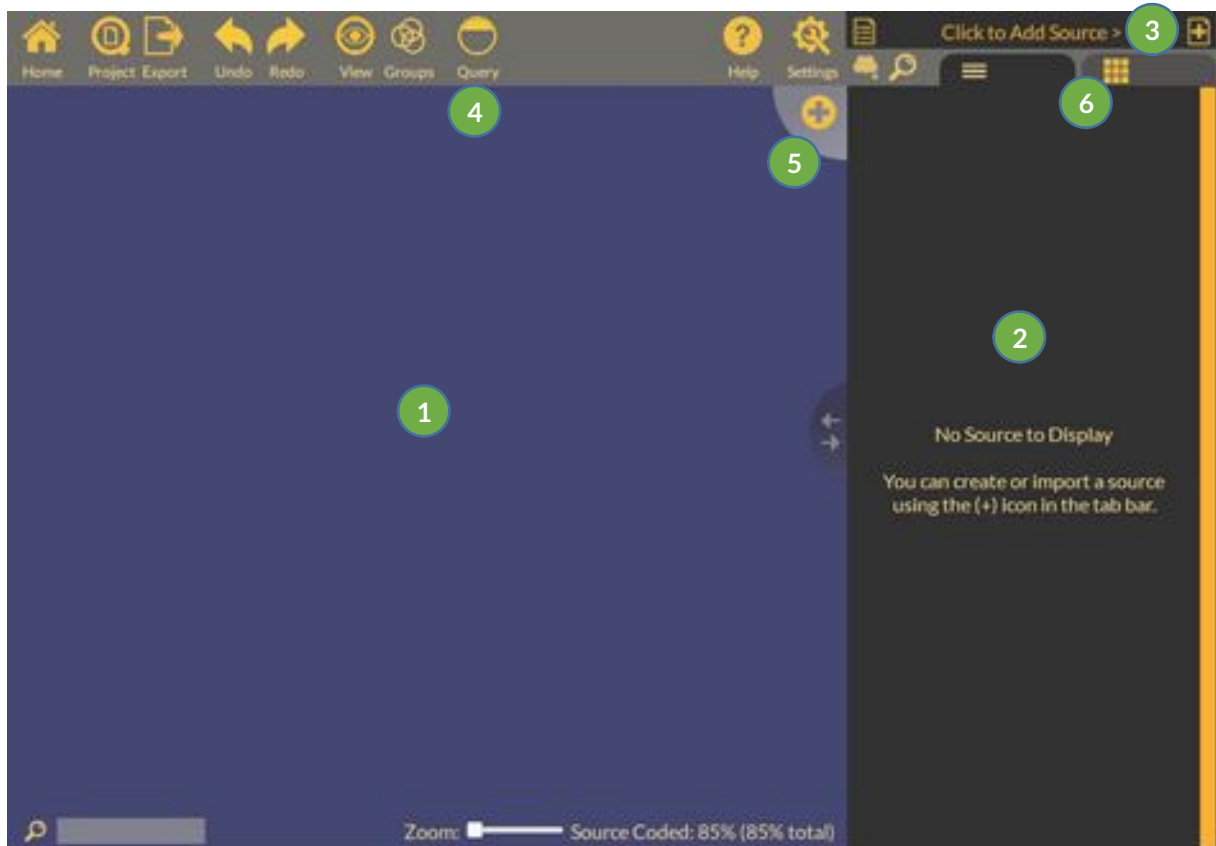 Click to Add Source >
3
Home Project Export Undo Redo View Groups Query Help Settings
4
6
5
2
1
No Source to Display
You can create or import a source
using the (+) icon in the tab bar.
Zoom: Source Coded: 85% (85% total)